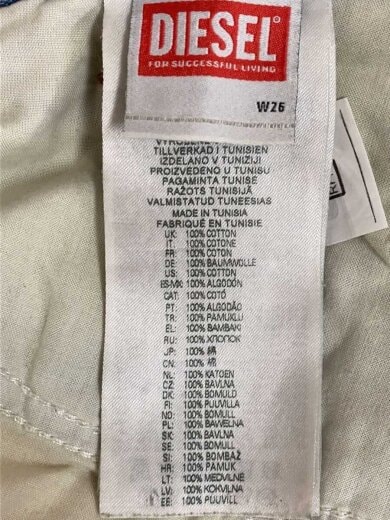 DIESEL
FOR SUCCESSFUL LIVING
W26
TILLVERKAD I TUNISIEN
IZDELANO V TUNIZIJI
PROIZVEDENO U TUNISU
PAGAMINTA TUNISE
RAŽOTS TUNISIJĀ
VALMISTATUD TUNEESIAS
MADE IN TUNISIA
FABRIQUÉ EN TUNISIE
UK: 100% COTTON
IT: 100% COTONE
FR: 100% COTON
DE: 100% BAUMWOLLE
US: 100% COTTON
ES-MX: 100% ALGODÓN
CAT: 100% COTÓ
PT: 100% ALGODÃO
TR: 100% PAMUKLU
EL: 100% BAMBAKI
RU: 100% ХЛОПОК
JP: 100% 綿
CN: 100% 棉
NL: 100% KATOEN
CZ: 100% BAVLNA
DK: 100% BOMULD
FI: 100% PUUVILLA
NO: 100% BOMULL
PL: 100% BAWEŁNA
SK: 100% BAVLNA
SE: 100% BOMULL
SI: 100% BOMBAŽ
HR: 100% PAMUK
LT: 100% MEDVILNĖ
LV: 100% KOKVILNA
EE: 100% PUUVILL